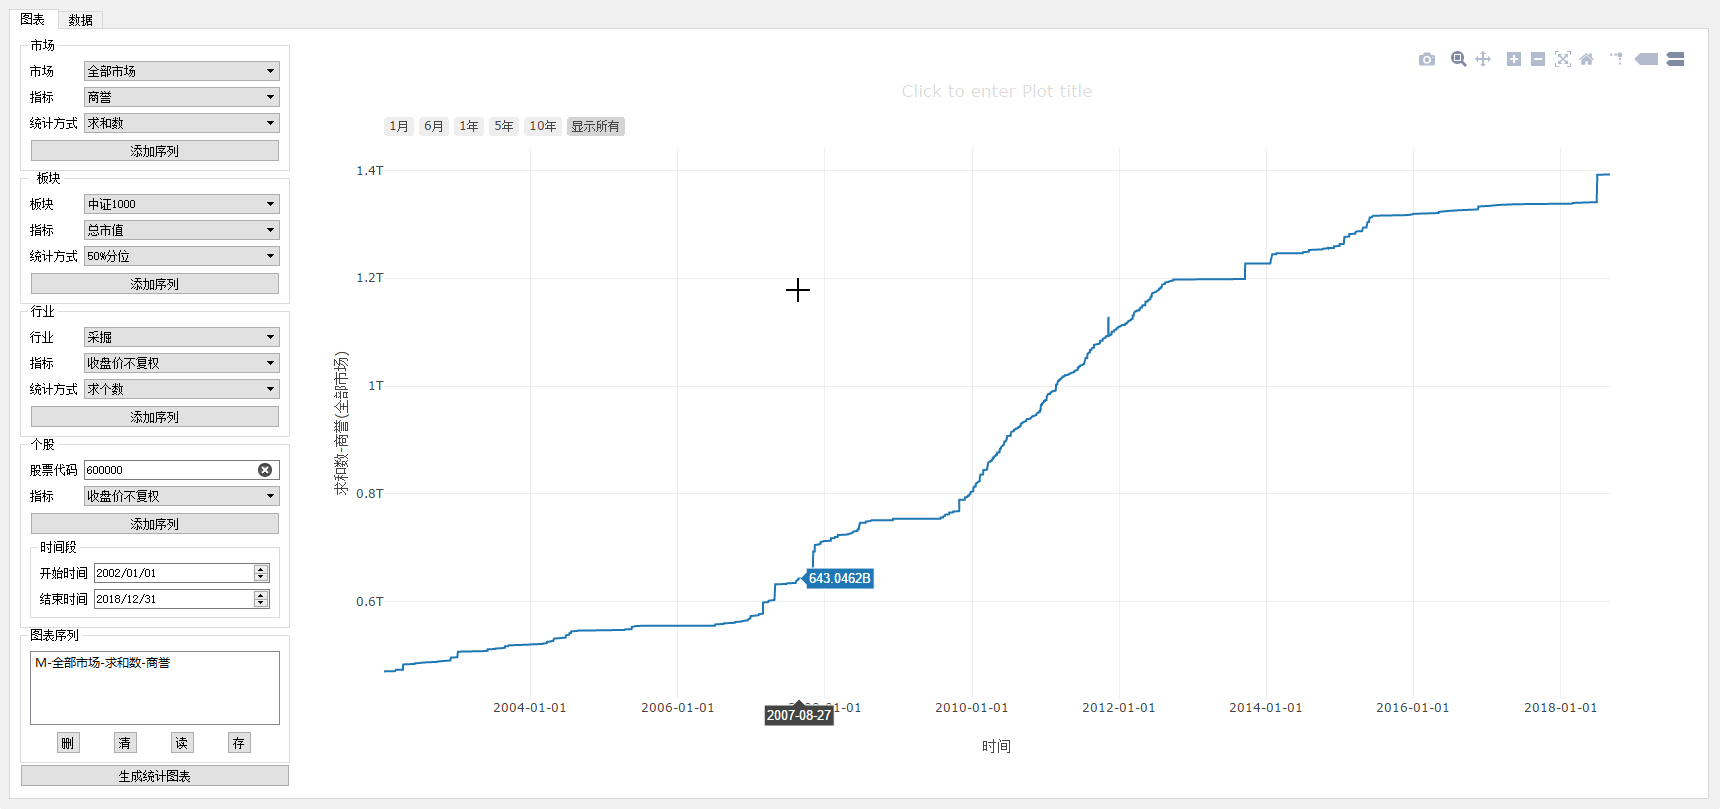 图表 数据
市场
市场 全部市场
指标 商誉
统计方式 求和数
添加序列
板块
板块 中证1000
指标 总市值
统计方式 50%分位
添加序列
行业
行业 采掘
指标 收盘价不复权
统计方式 求个数
添加序列
个股
股票代码 600000
指标 收盘价不复权
添加序列
时间段
开始时间 2002/01/01
结束时间 2018/12/31
图表序列
M-全部市场-求和数-商誉
删 清 读 存
生成统计图表
Click to enter Plot title
1月 6月 1年 5年 10年 显示所有
1.4T
1.2T
1T
0.8T
0.6T
求和数-商誉(全部市场)
643.0462B
2004-01-01 2006-01-01 2010-01-01 2012-01-01 2014-01-01 2016-01-01 2018-01-01
2007-08-27
时间